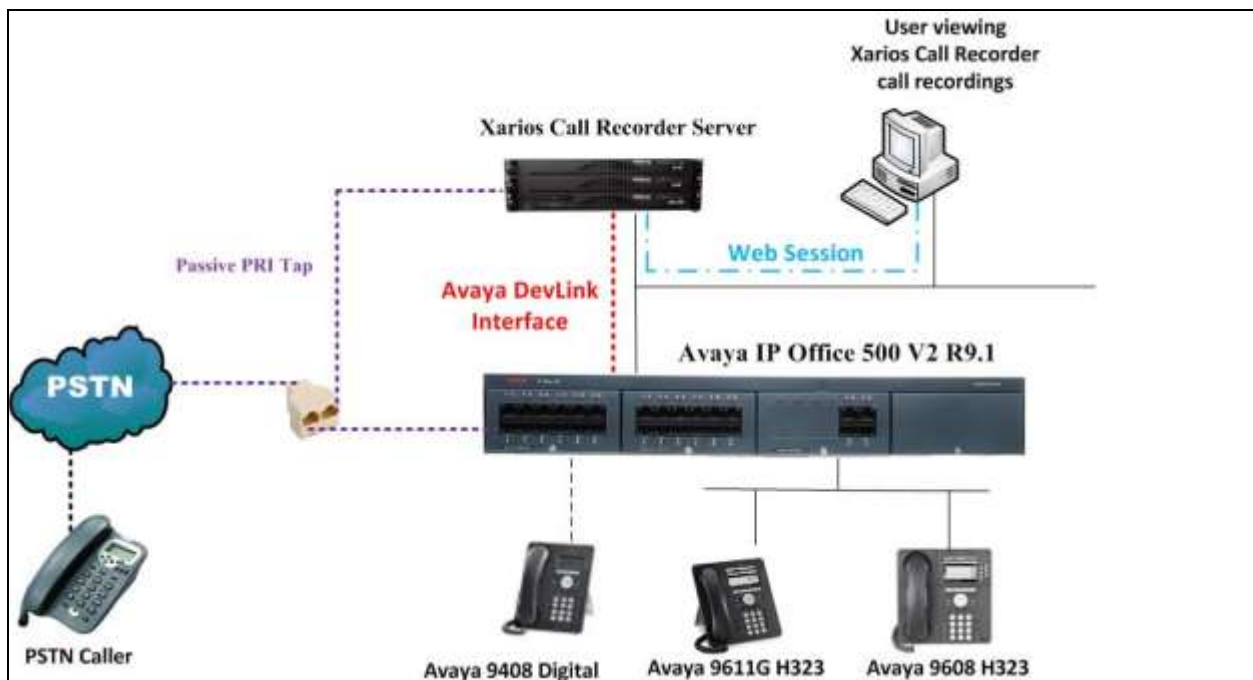 User viewing
Xarios Call Recorder
call recordings
Xarios Call Recorder Server
Passive PRI Tap
Web Session
Avaya DevLink
Interface
Avaya IP Office 500 V2 R9.1
PSTN
PSTN Caller
Avaya 9408 Digital
Avaya 9611G H323
Avaya 9608 H323